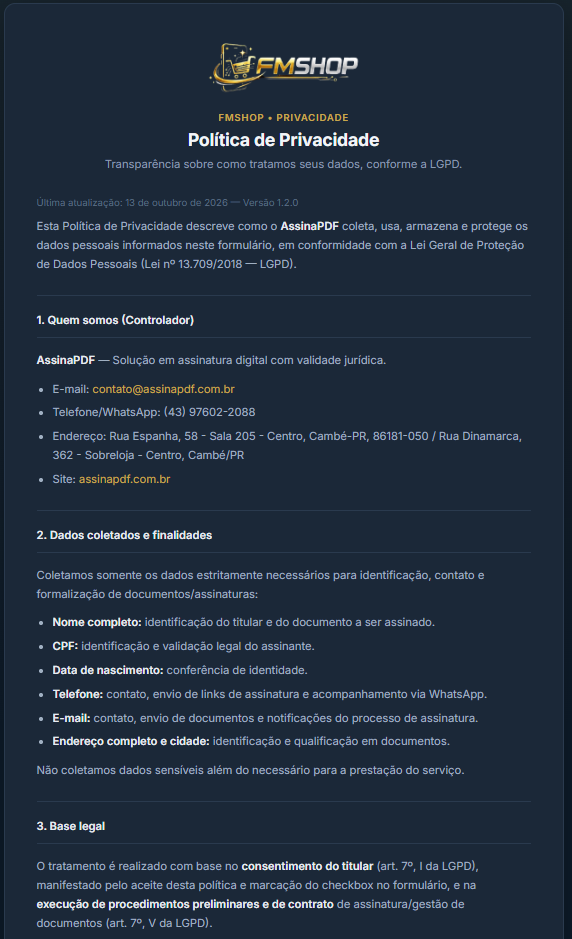 FMSHOP
FMSHOP • PRIVACIDADE
Política de Privacidade
Transparência sobre como tratamos seus dados, conforme a LGPD.
Última atualização: 13 de outubro de 2026 — Versão 1.2.0
Esta Política de Privacidade descreve como o AssinaPDF coleta, usa, armazena e protege os
dados pessoais informados neste formulário, em conformidade com a Lei Geral de Proteção
de Dados Pessoais (Lei nº 13.709/2018 — LGPD).
1. Quem somos (Controlador)
AssinaPDF — Solução em assinatura digital com validade jurídica.
• E-mail: contato@assinapdf.com.br
• Telefone/WhatsApp: (43) 97602-2088
• Endereço: Rua Espanha, 58 - Sala 205 - Centro, Cambé-PR, 86181-050 / Rua Dinamarca,
362 - Sobreloja - Centro, Cambé/PR
• Site: assinapdf.com.br
2. Dados coletados e finalidades
Coletamos somente os dados estritamente necessários para identificação, contato e
formalização de documentos/assinaturas:
• Nome completo: identificação do titular e do documento a ser assinado.
• CPF: identificação e validação legal do assinante.
• Data de nascimento: conferência de identidade.
• Telefone: contato, envio de links de assinatura e acompanhamento via WhatsApp.
• E-mail: contato, envio de documentos e notificações do processo de assinatura.
• Endereço completo e cidade: identificação e qualificação em documentos.
Não coletamos dados sensíveis além do necessário para a prestação do serviço.
3. Base legal
O tratamento é realizado com base no consentimento do titular (art. 7º, I da LGPD),
manifestado pelo aceite desta política e marcação do checkbox no formulário, e na
execução de procedimentos preliminares e de contrato de assinatura/gestão de
documentos (art. 7º, V da LGPD).